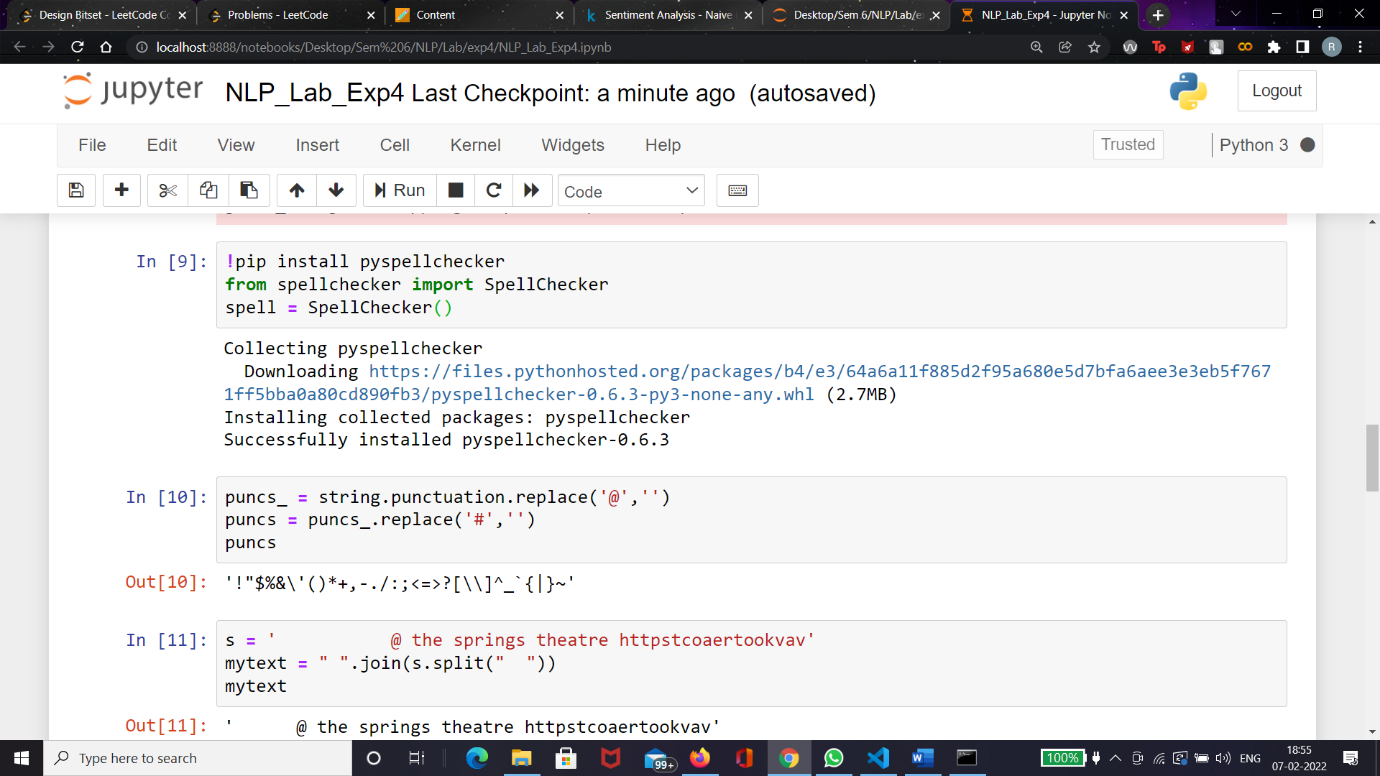 Design Bitset - LeetCode Co
Problems - LeetCode
Content
Sentiment Analysis - Naive
Desktop/Sem 6/NLP/Lab/e
NLP_Lab_Exp4 - Jupyter No
localhost:8888/notebooks/Desktop/Sem%206/NLP/Lab/exp4/NLP_Lab_Exp4.ipynb
Tp
R
jupyter NLP_Lab_Exp4 Last Checkpoint: a minute ago (autosaved)
Logout
File Edit View Insert Cell Kernel Widgets Help
Trusted
Python 3
Run
Code
In [9]:
!pip install pyspellchecker
from spellchecker import SpellChecker
spell = SpellChecker()
Collecting pyspellchecker
Downloading https://files.pythonhosted.org/packages/b4/e3/64a6a11f885d2f95a680e5d7bfa6aee3e3eb5f767
1ff5bba0a80cd890fb3/pyspellchecker-0.6.3-py3-none-any.whl (2.7MB)
Installing collected packages: pyspellchecker
Successfully installed pyspellchecker-0.6.3
In [10]:
puncs_ = string.punctuation.replace('@','')
puncs = puncs_.replace('#','')
puncs
Out[10]: '!"$%&\'()*+,-./:;<=>?[\\]^_`{|}~'
In [11]:
s = '           @ the springs theatre httpstcoaertookvav'
mytext = " ".join(s.split("  "))
mytext
Out[11]: '      @ the springs theatre httpstcoaertookvav'
Type here to search
99+
100%
ENG
18:55
07-02-2022